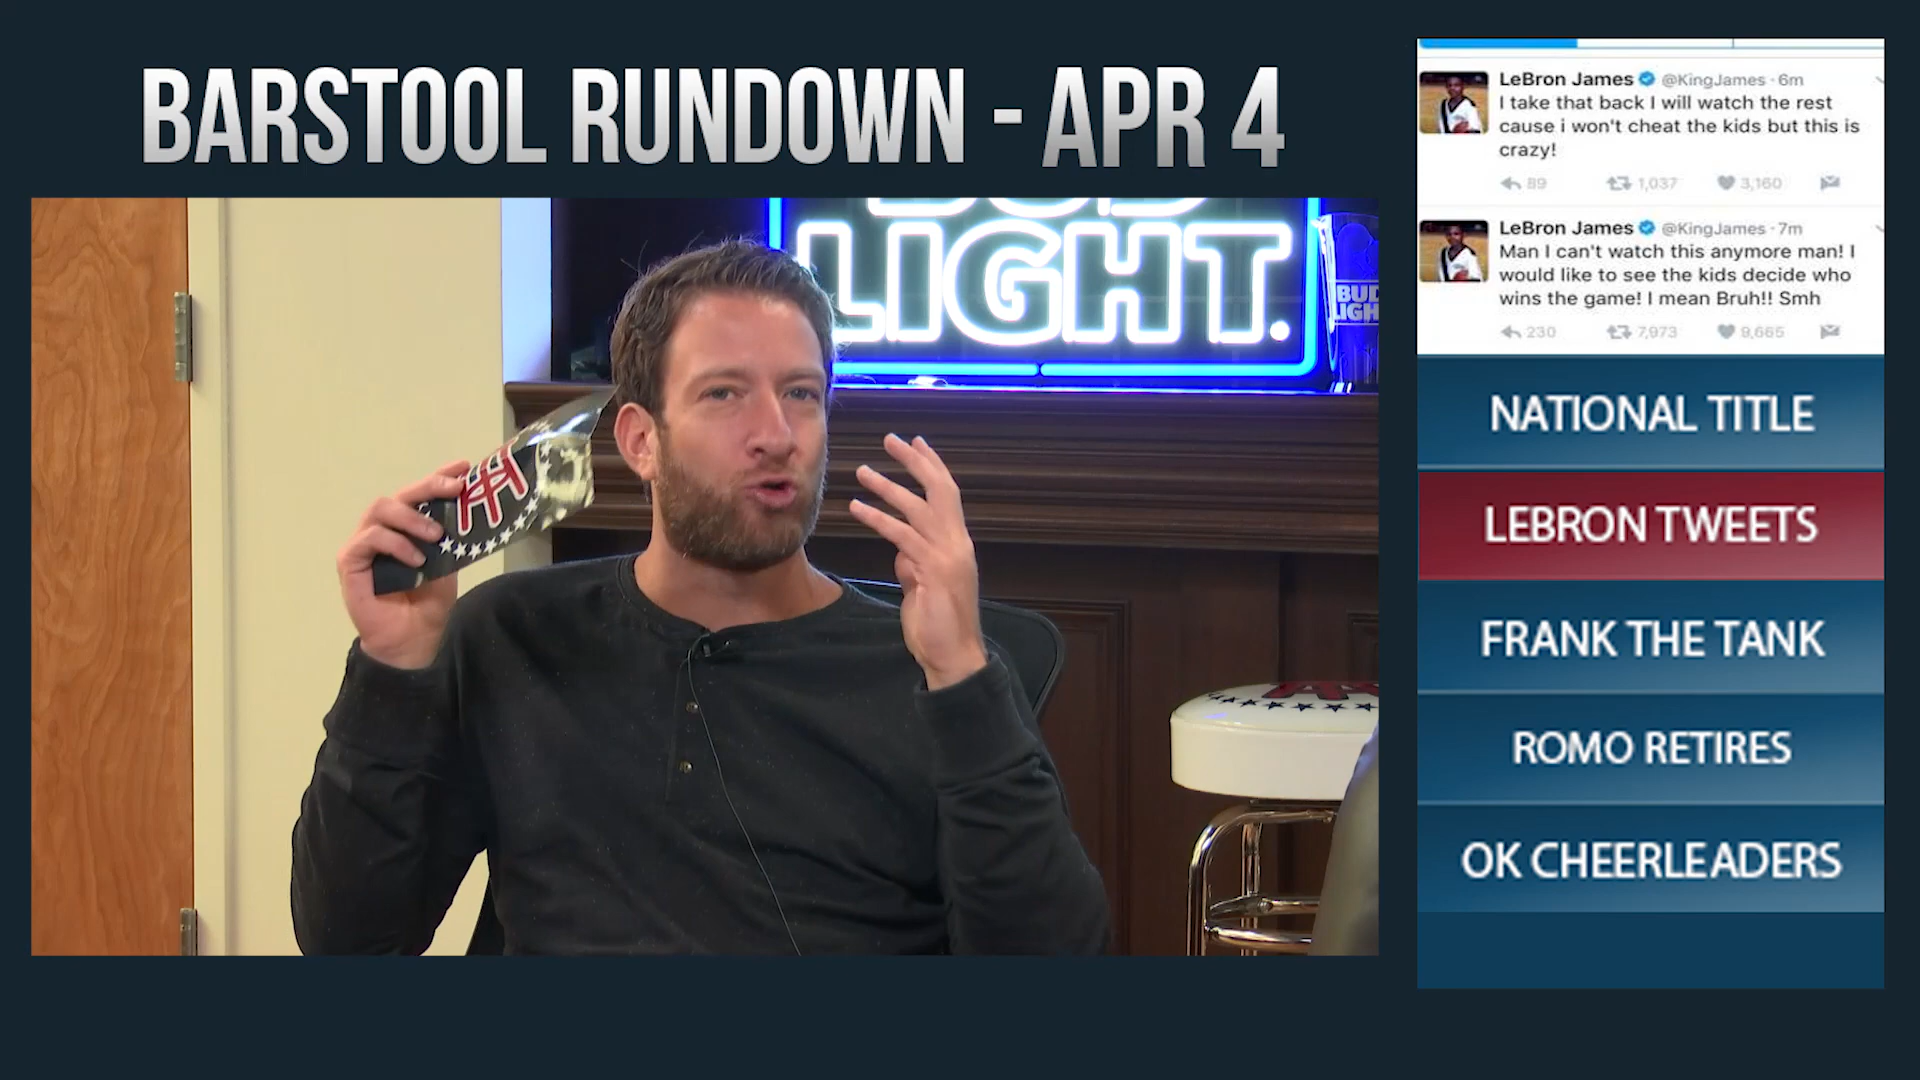 BARSTOOL RUNDOWN - APR 4
BUD
LIGHT.
BUD
LIGHT
LeBron James @KingJames · 6m
I take that back I will watch the rest
cause i won't cheat the kids but this is
crazy!
89 1,037 3,160
LeBron James @KingJames · 7m
Man I can't watch this anymore man! I
would like to see the kids decide who
wins the game! I mean Bruh!! Smh
230 7,973 9,665
NATIONAL TITLE
LEBRON TWEETS
FRANK THE TANK
ROMO RETIRES
OK CHEERLEADERS